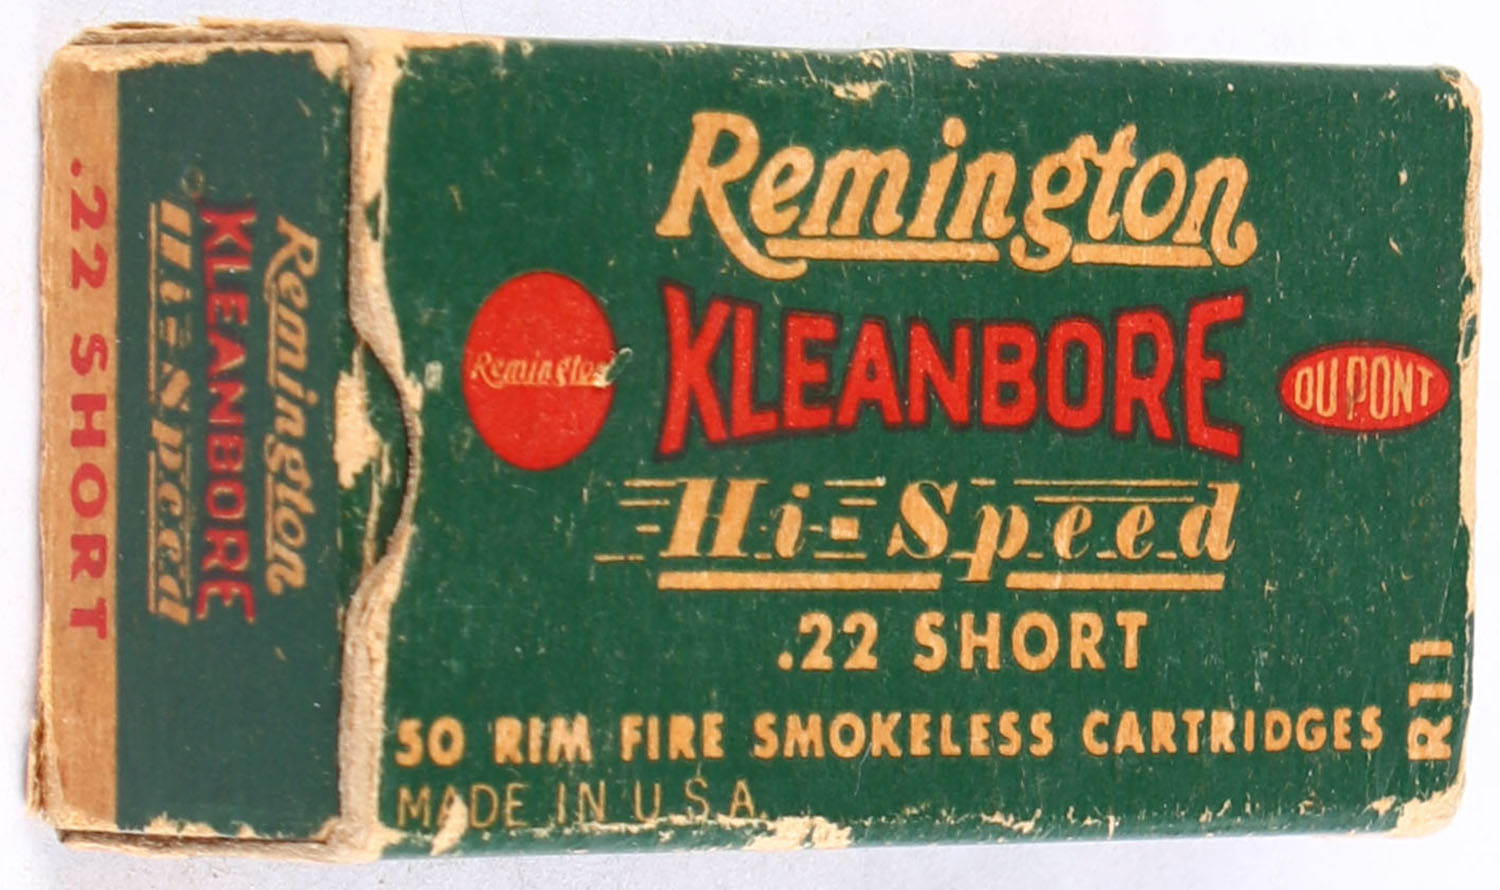 Remington
KLEANBORE
Hi-Speed
.22 SHORT
50 RIM FIRE SMOKELESS CARTRIDGES
MADE IN U.S.A.
Remington
DU PONT
R11
Remington
KLEANBORE
Hi-Speed
.22 SHORT